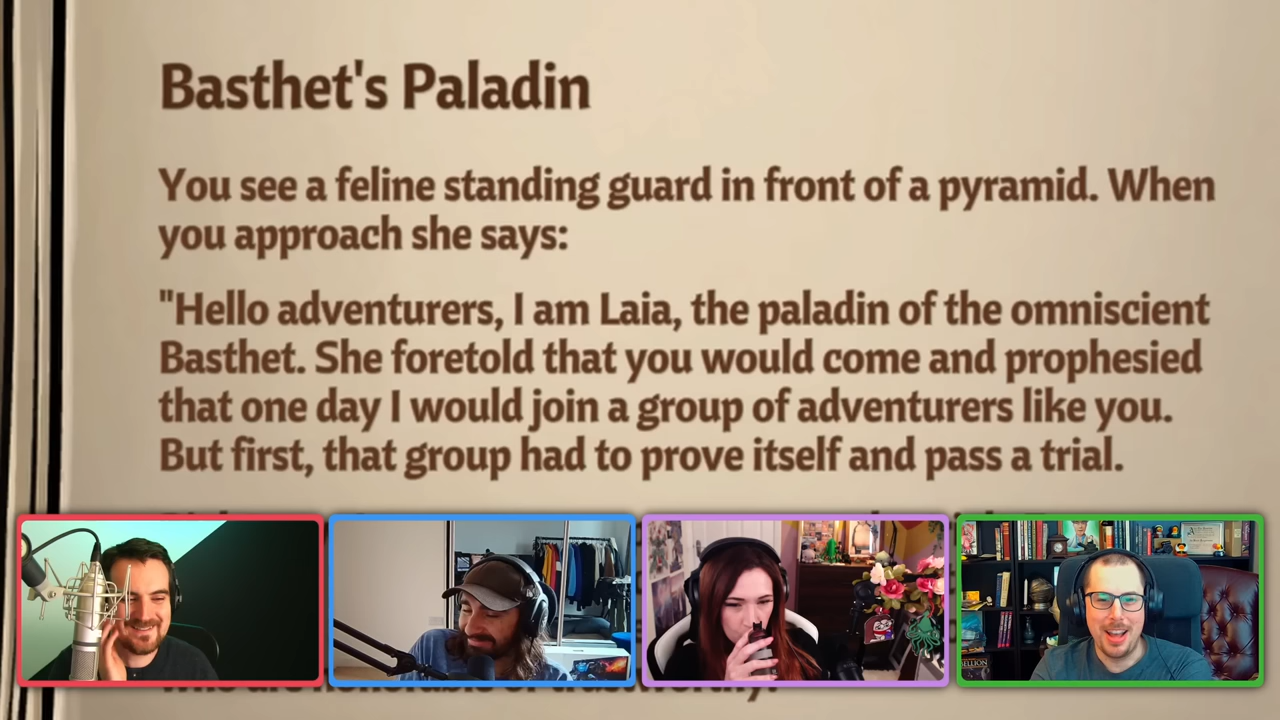 Basthet's Paladin
You see a feline standing guard in front of a pyramid. When
you approach she says:
"Hello adventurers, I am Laia, the paladin of the omniscient
Basthet. She foretold that you would come and prophesied
that one day I would join a group of adventurers like you.
But first, that group had to prove itself and pass a trial.